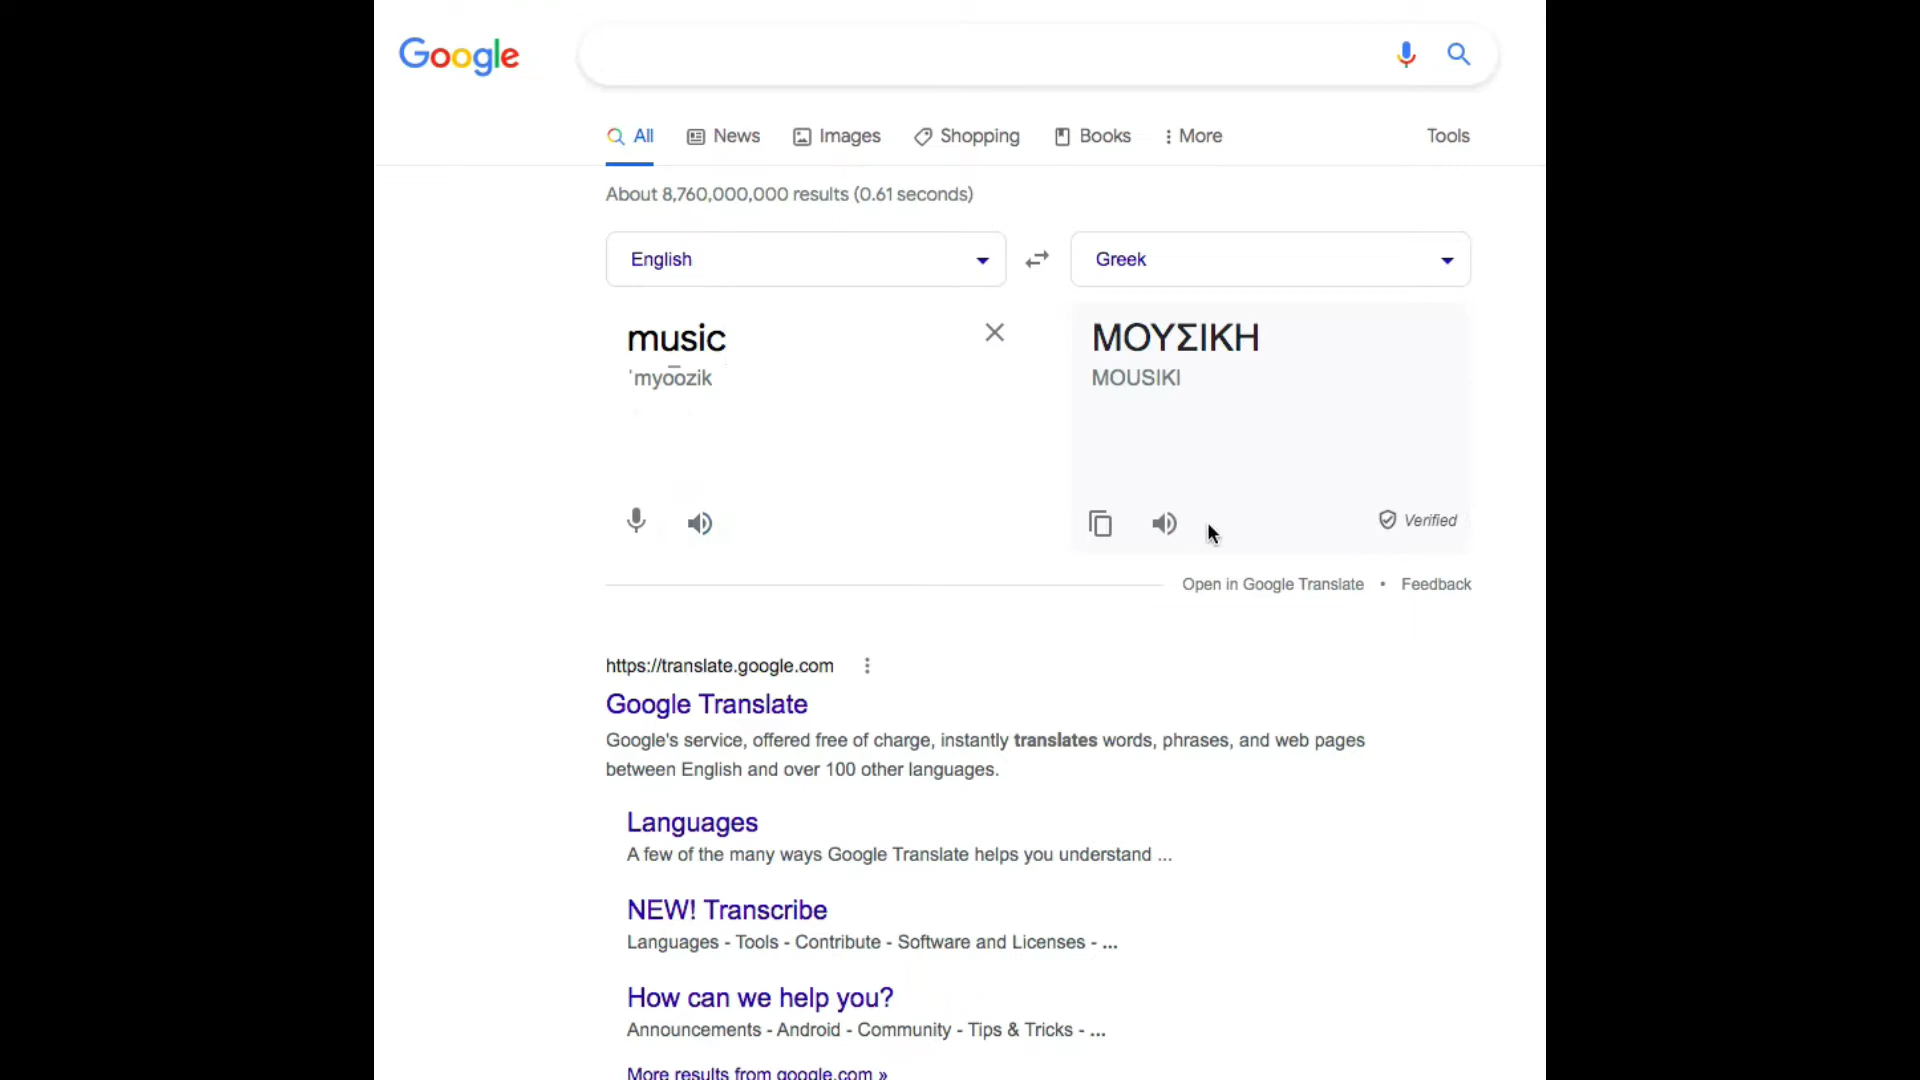 Google
All News Images Shopping Books More Tools
About 8,760,000,000 results (0.61 seconds)
English Greek
music ΜΟΥΣΙΚΗ
ˈmyo͞ozik MOUSIKI
Verified
Open in Google Translate • Feedback
https://translate.google.com
Google Translate
Google's service, offered free of charge, instantly translates words, phrases, and web pages
between English and over 100 other languages.
Languages
A few of the many ways Google Translate helps you understand ...
NEW! Transcribe
Languages - Tools - Contribute - Software and Licenses - ...
How can we help you?
Announcements - Android - Community - Tips & Tricks - ...
More results from google.com »